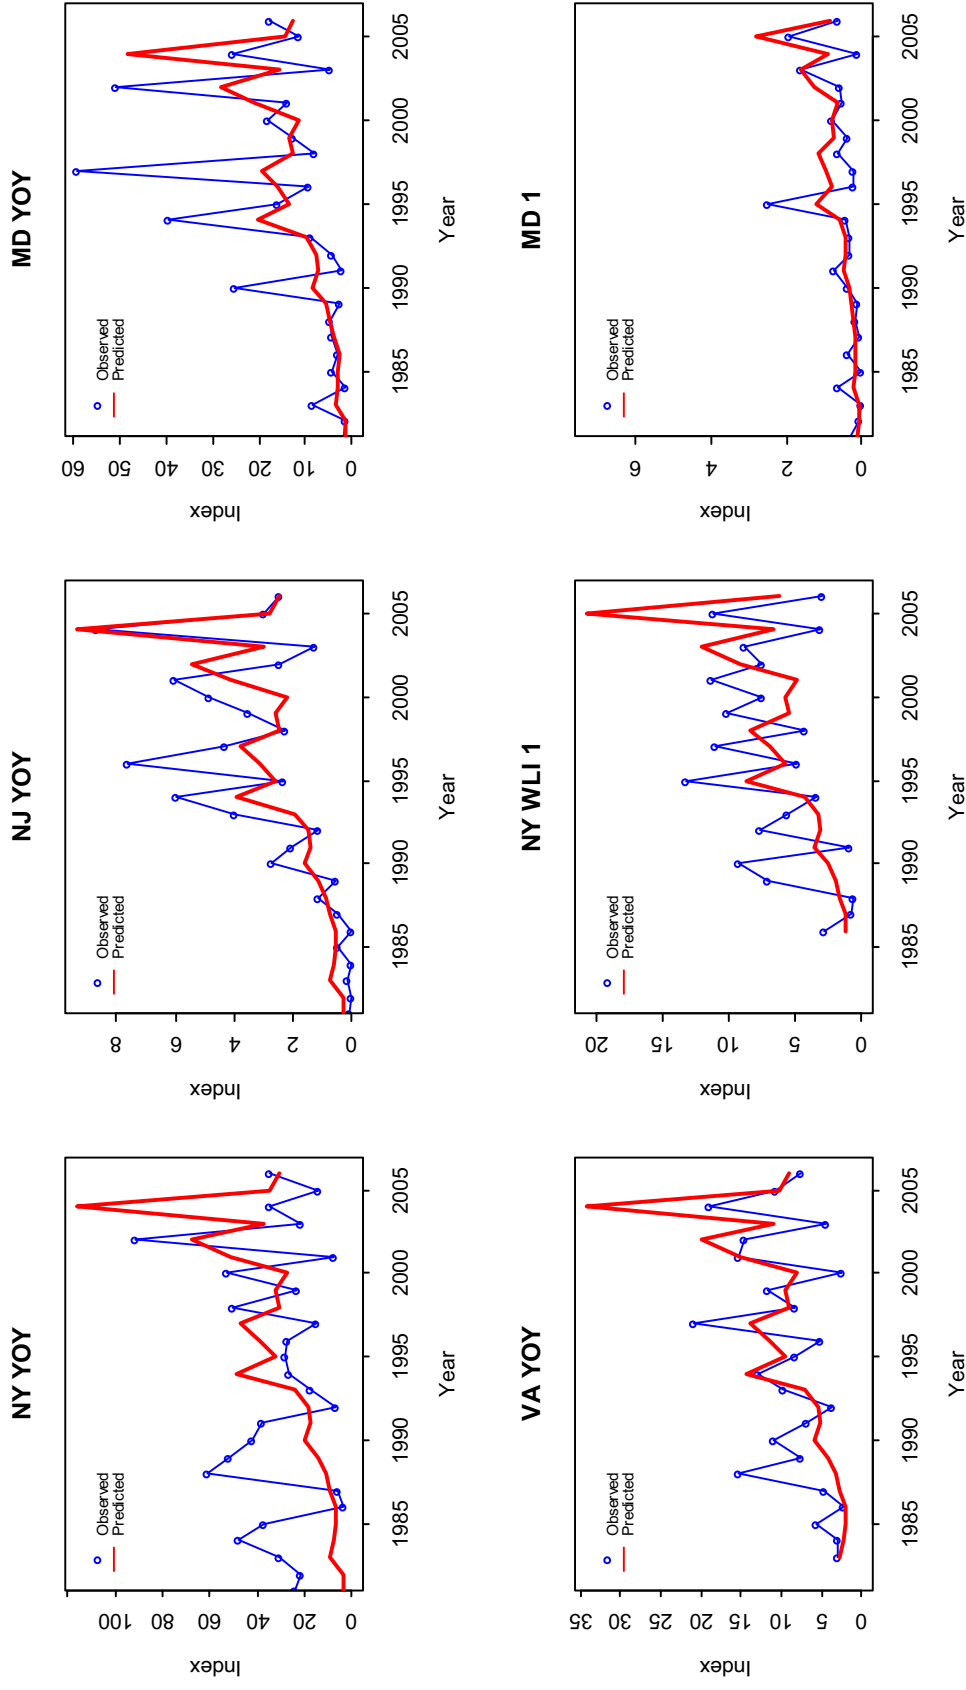 NY YOY
Observed
Predicted
100
80
60
40
20
0
Index
1985 1990 1995 2000 2005
Year
NJ YOY
Observed
Predicted
8
6
4
2
0
Index
1985 1990 1995 2000 2005
Year
MD YOY
Observed
Predicted
60
50
40
30
20
10
0
Index
1985 1990 1995 2000 2005
Year
VA YOY
Observed
Predicted
35
30
25
20
15
10
5
0
Index
1985 1990 1995 2000 2005
Year
NY WLI 1
Observed
Predicted
20
15
10
5
0
Index
1985 1990 1995 2000 2005
Year
MD 1
Observed
Predicted
6
4
2
0
Index
1985 1990 1995 2000 2005
Year